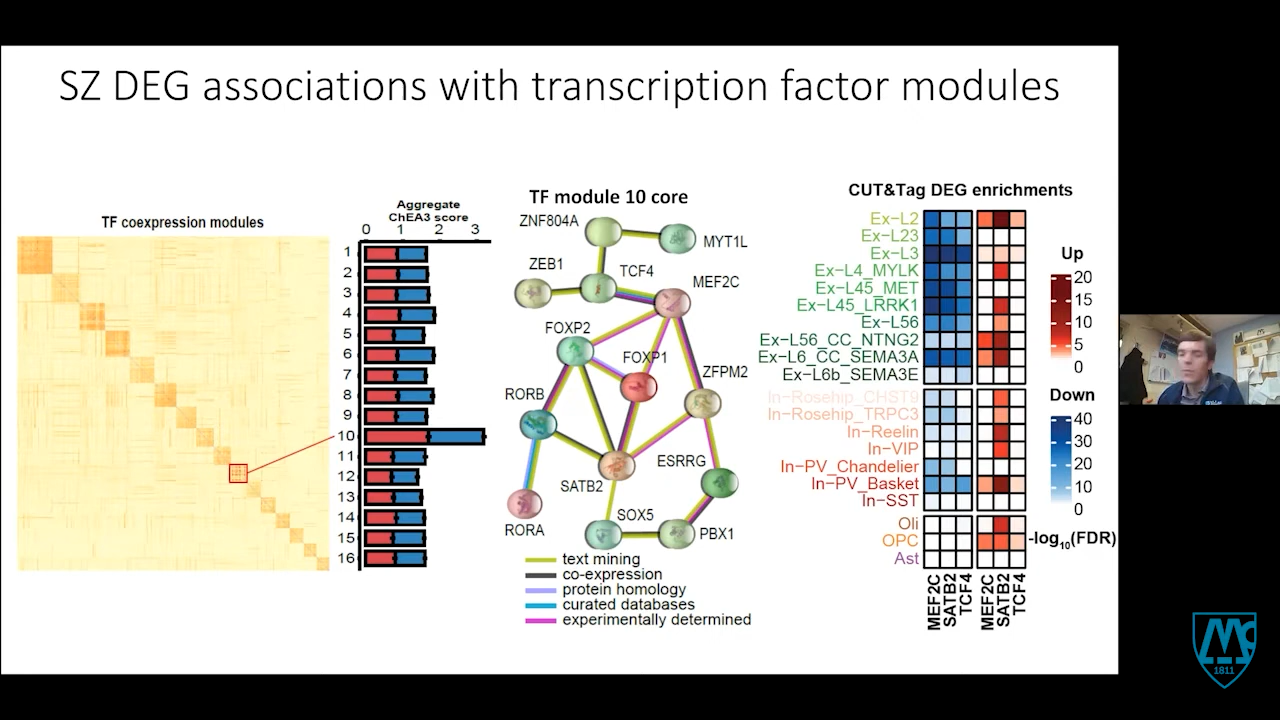 SZ DEG associations with transcription factor modules
TF coexpression modules
Aggregate
ChEA3 score
0 1 2 3
1
2
3
4
5
6
7
8
9
10
11
12
13
14
15
16
TF module 10 core
ZNF804A
MYT1L
ZEB1
TCF4
MEF2C
FOXP2
FOXP1
ZFPM2
RORB
ESRRG
SATB2
SOX5
RORA
PBX1
text mining
co-expression
protein homology
curated databases
experimentally determined
CUT&Tag DEG enrichments
Ex-L2
Ex-L23
Ex-L3
Ex-L4_MYLK
Ex-L45_MET
Ex-L45_LRRK1
Ex-L56
Ex-L56_CC_NTNG2
Ex-L6_CC_SEMA3A
Ex-L6b_SEMA3E
In-Rosehip_CHST9
In-Rosehip_TRPC3
In-Reelin
In-VIP
In-PV_Chandelier
In-PV_Basket
In-SST
Oli
OPC
Ast
MEF2C
SATB2
TCF4
MEF2C
SATB2
TCF4
Up
20
15
10
5
0
Down
40
30
20
10
0
-log10(FDR)
1811